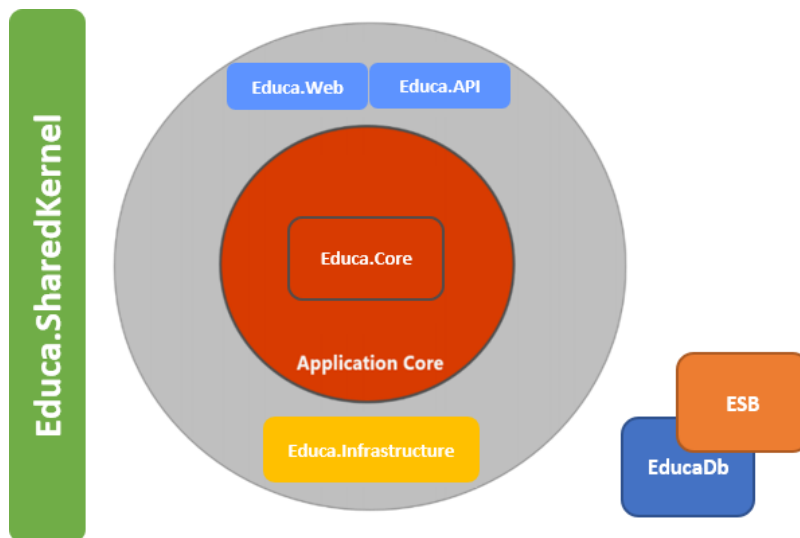 Educa.SharedKernel
Educa.Web
Educa.API
Educa.Core
Application Core
Educa.Infrastructure
ESB
EducaDb